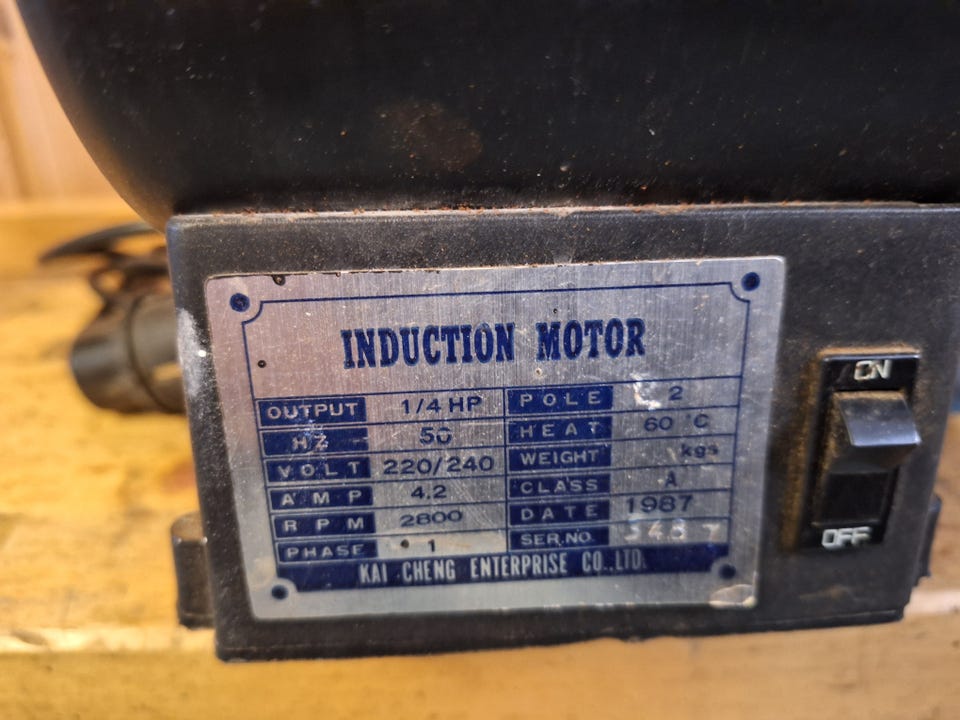 INDUCTION MOTOR
OUTPUT 1/4 HP POLE 2
HZ 50 HEAT 60 °C
VOLT 220/240 WEIGHT kgs
AMP 4.2 CLASS A
RPM 2800 DATE 1987
PHASE 1 SER.NO.
KAI CHENG ENTERPRISE CO.,LTD.
ON
OFF